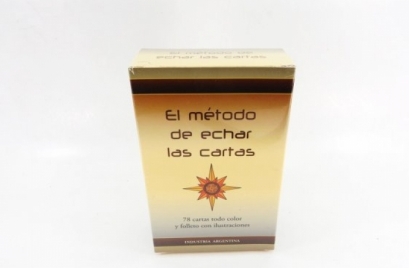 El método de
echar las cartas
El método
de echar
las cartas
78 cartas todo color
y folleto con ilustraciones
INDUSTRIA ARGENTINA